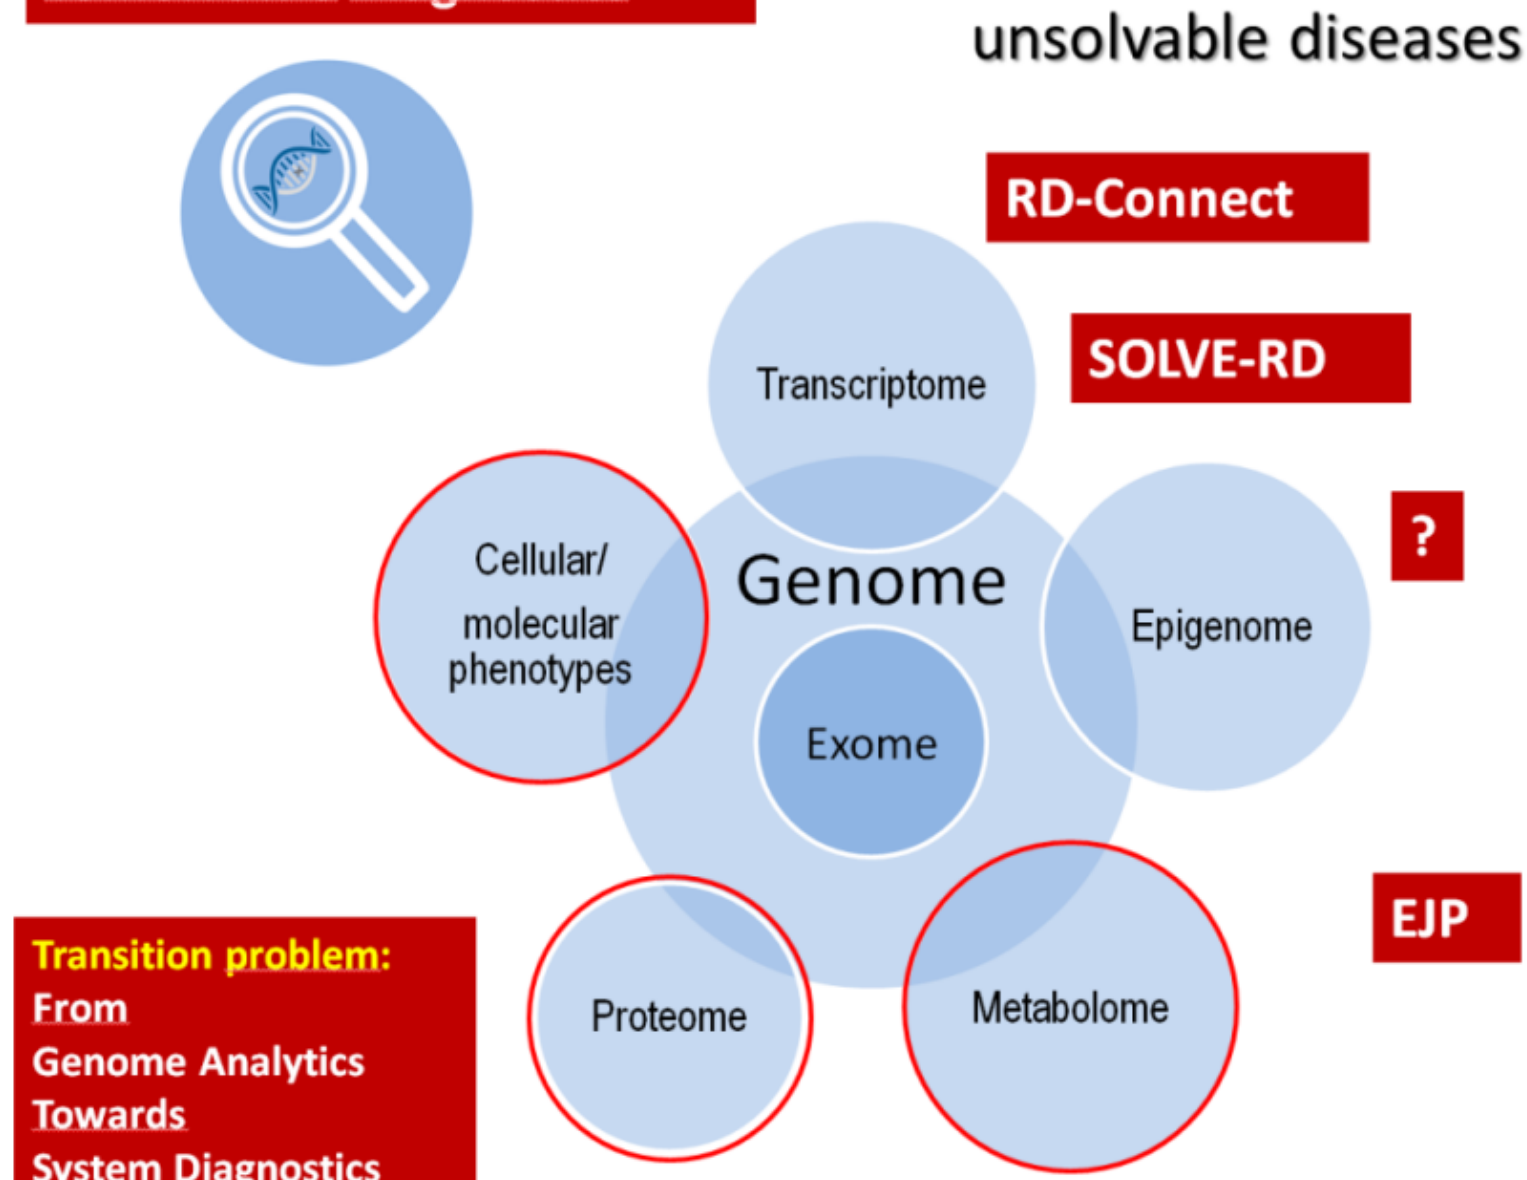 unsolvable diseases
RD-Connect
SOLVE-RD
Transcriptome
?
Cellular/
molecular
phenotypes
Genome
Epigenome
Exome
EJP
Transition problem:
From
Genome Analytics
Towards
System Diagnostics
Proteome
Metabolome